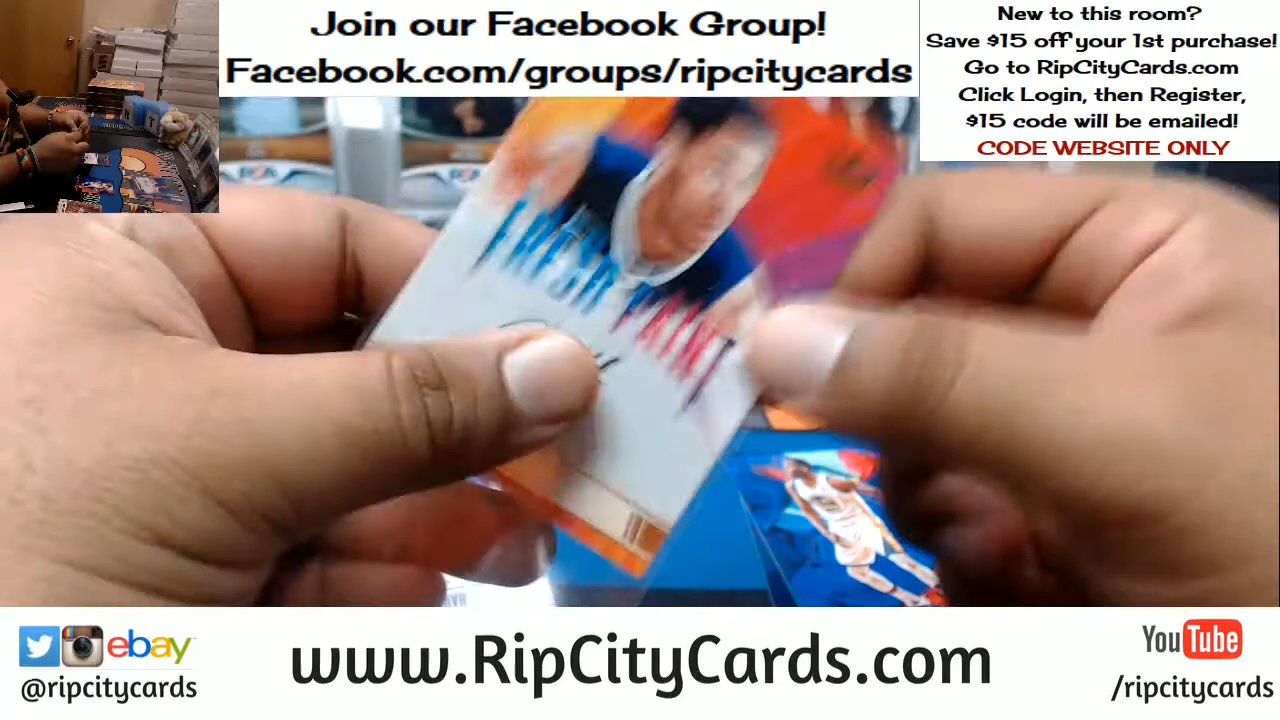 Join our Facebook Group!
Facebook.com/groups/ripcitycards
New to this room?
Save $15 off your 1st purchase!
Go to RipCityCards.com
Click Login, then Register,
$15 code will be emailed!
CODE WEBSITE ONLY
FRESH PAINT
ebay
@ripcitycards
www.RipCityCards.com
YouTube
/ripcitycards